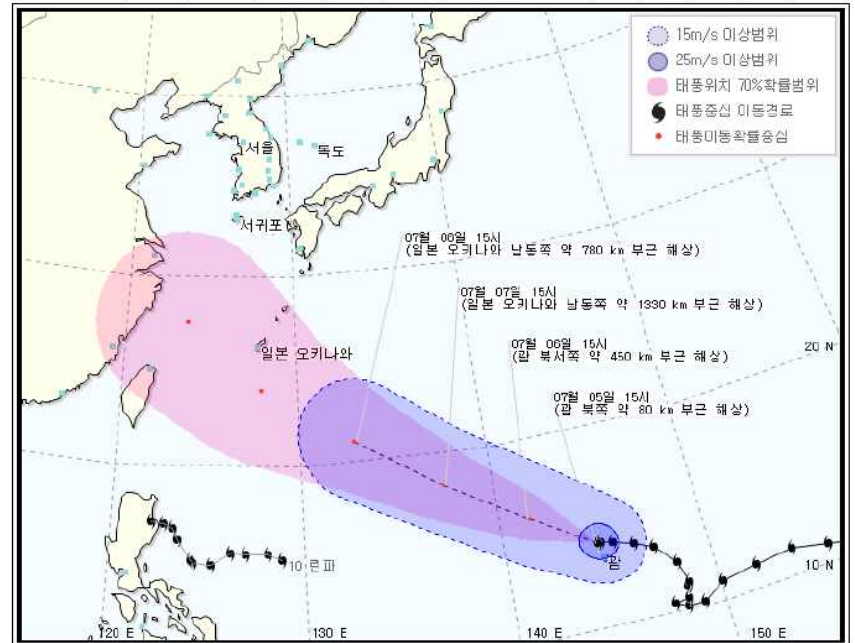 15m/s 이상범위
25m/s 이상범위
태풍위치 70%확률범위
태풍중심 이동경로
태풍이동확률중심
서울
독도
서귀포
07월 06일 15시
(일본 오키나와 남동쪽 약 780 km 부근 해상)
07월 07일 15시
(일본 오키나와 남동쪽 약 1330 km 부근 해상)
07월 06일 15시
(괌 북서쪽 약 450 km 부근 해상)
07월 05일 15시
(괌 북쪽 약 80 km 부근 해상)
일본 오키나와
20 N
괌
10 린파
10 N
120 E
130 E
140 E
150 E